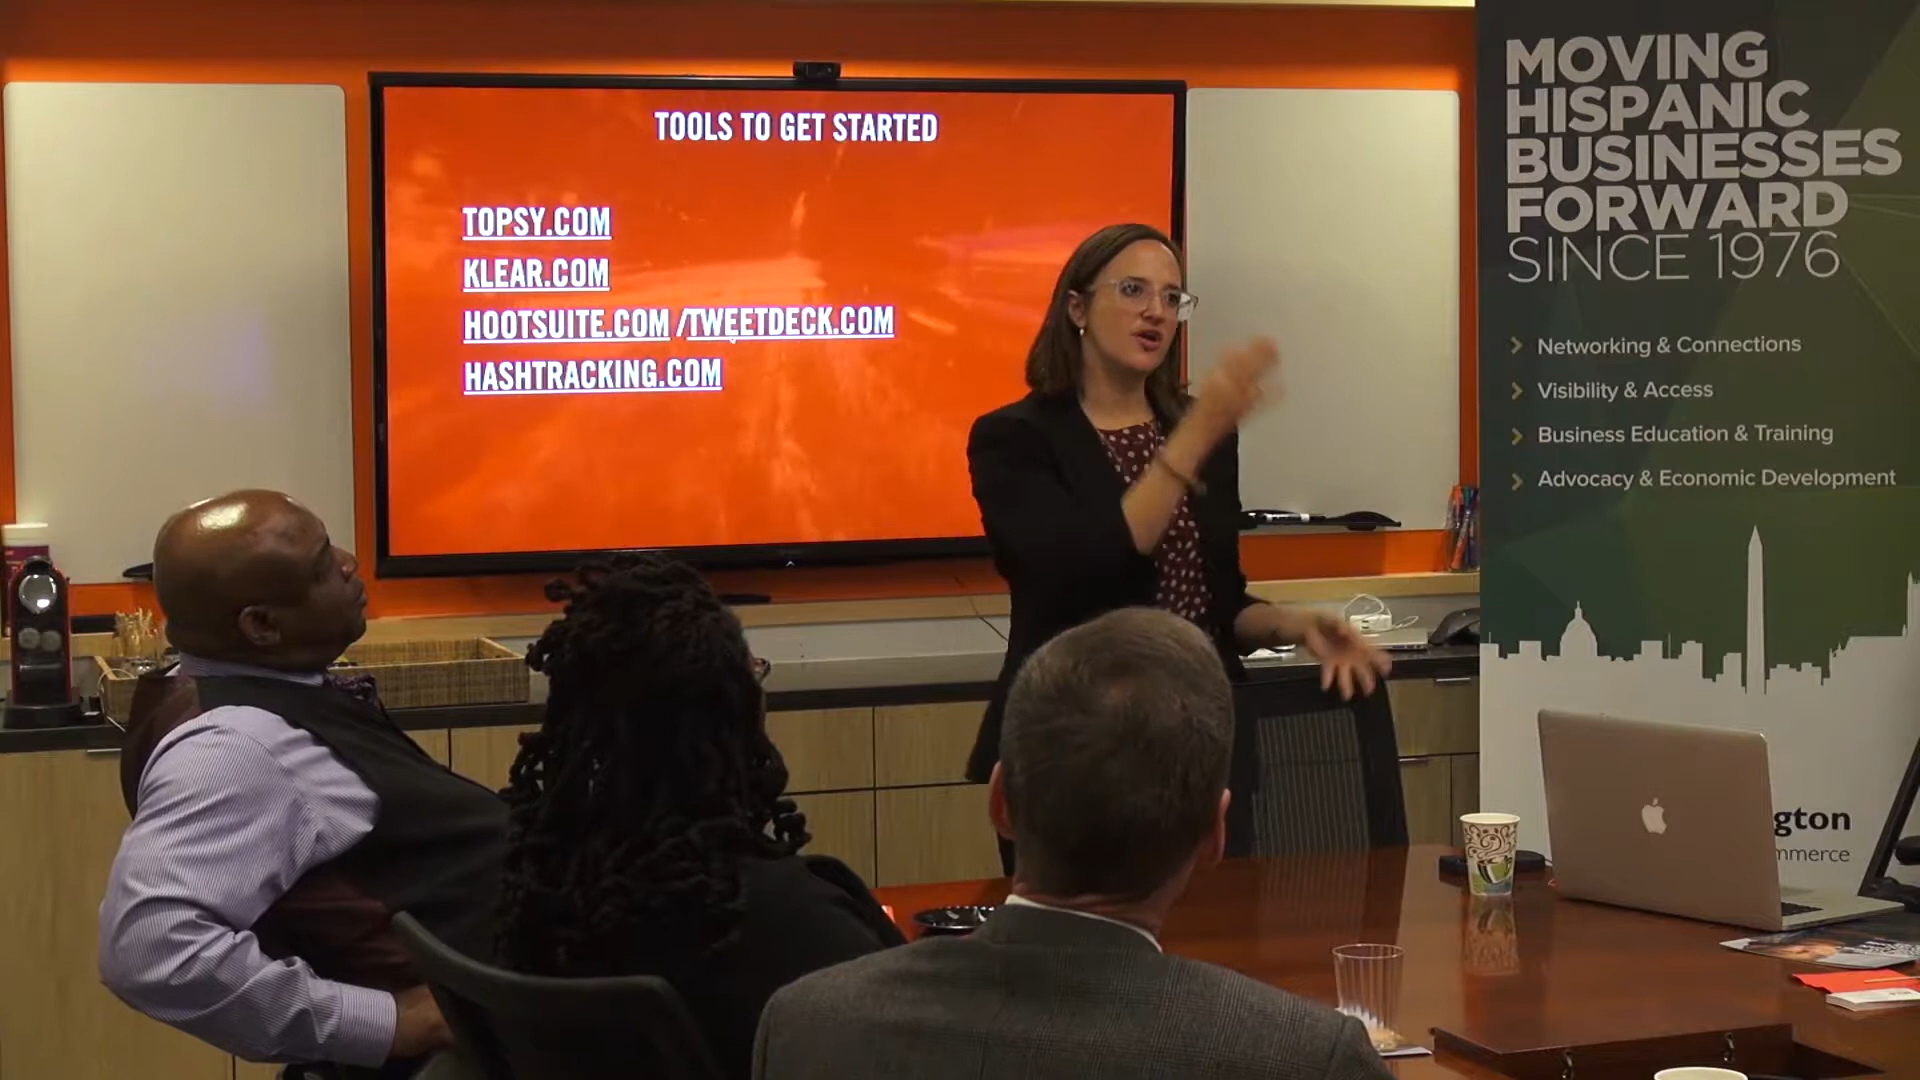 TOOLS TO GET STARTED
TOPSY.COM
KLEAR.COM
HOOTSUITE.COM /TWEETDECK.COM
HASHTRACKING.COM
MOVING
HISPANIC
BUSINESSES
FORWARD
SINCE 1976
Networking & Connections
Visibility & Access
Business Education & Training
Advocacy & Economic Development
gton
mmerce